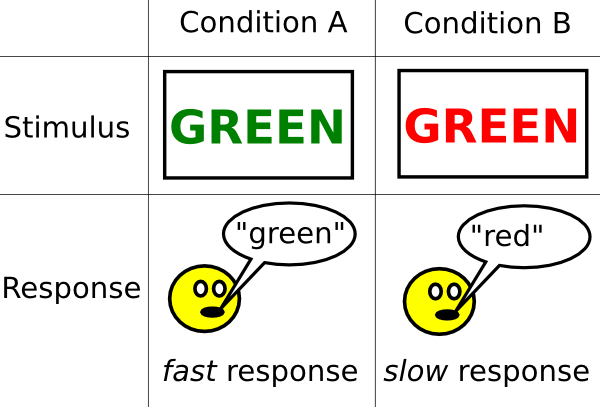 Condition A
Condition B
Stimulus
GREEN
GREEN
Response
"green"
"red"
fast response
slow response